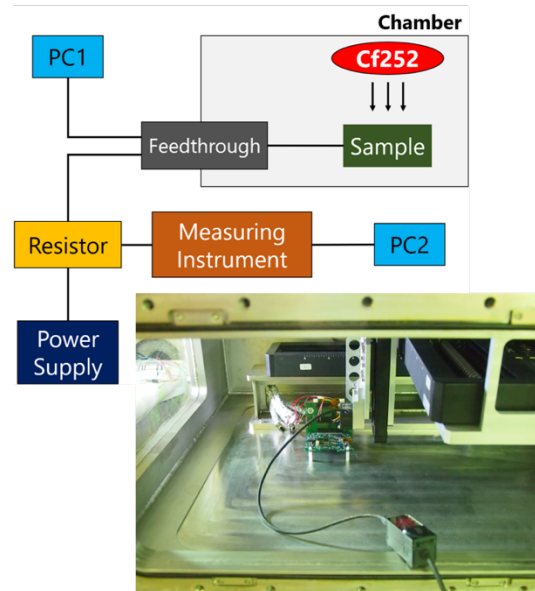 Chamber
PC1
Cf252
Feedthrough
Sample
Resistor
Measuring
Instrument
PC2
Power
Supply